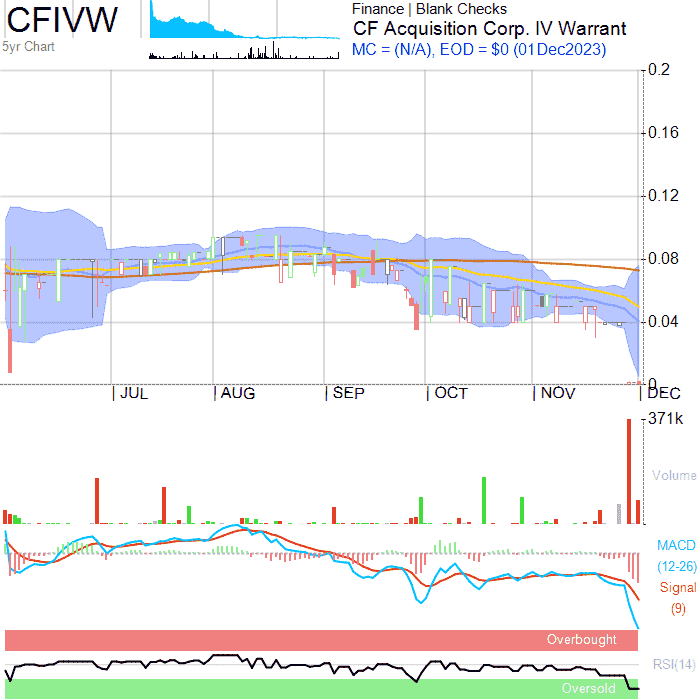 CFIVW
5yr Chart
Finance | Blank Checks
CF Acquisition Corp. IV Warrant
MC = (N/A), EOD = $0 (01Dec2023)
0.2
0.16
0.12
0.08
0.04
0
JUL
AUG
SEP
OCT
NOV
DEC
371k
Volume
MACD
(12-26)
Signal
(9)
Overbought
RSI(14)
Oversold